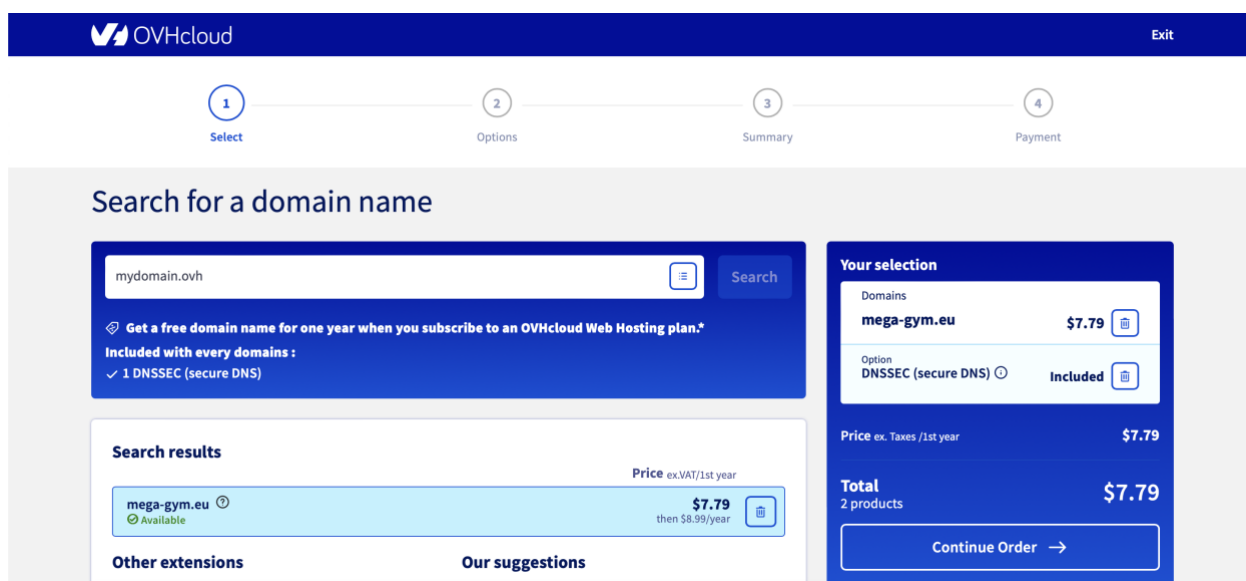 OVHcloud
Exit
1
2
3
4
Select
Options
Summary
Payment
Search for a domain name
mydomain.ovh
Search
Get a free domain name for one year when you subscribe to an OVHcloud Web Hosting plan.*
Included with every domains :
1 DNSSEC (secure DNS)
Search results
Price ex.VAT/1st year
mega-gym.eu
$7.79
Available
then $8.99/year
Other extensions
Our suggestions
Your selection
Domains
mega-gym.eu
$7.79
Option
DNSSEC (secure DNS)
Included
Price ex. Taxes /1st year
$7.79
Total
$7.79
2 products
Continue Order →